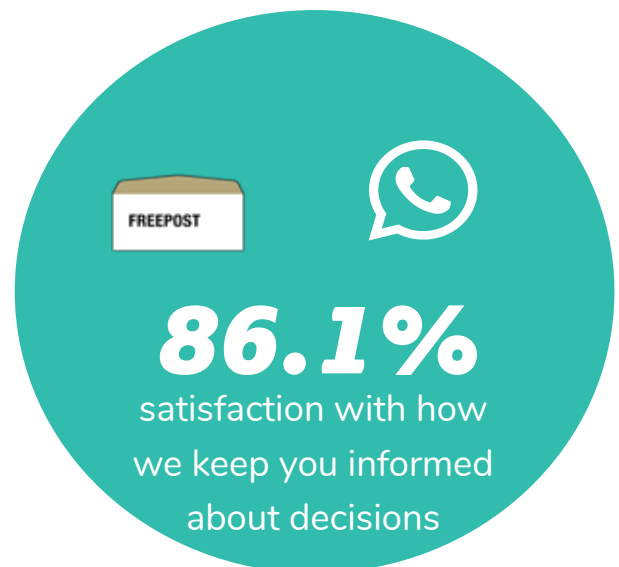 FREEPOST
86.1%
satisfaction with how
we keep you informed
about decisions